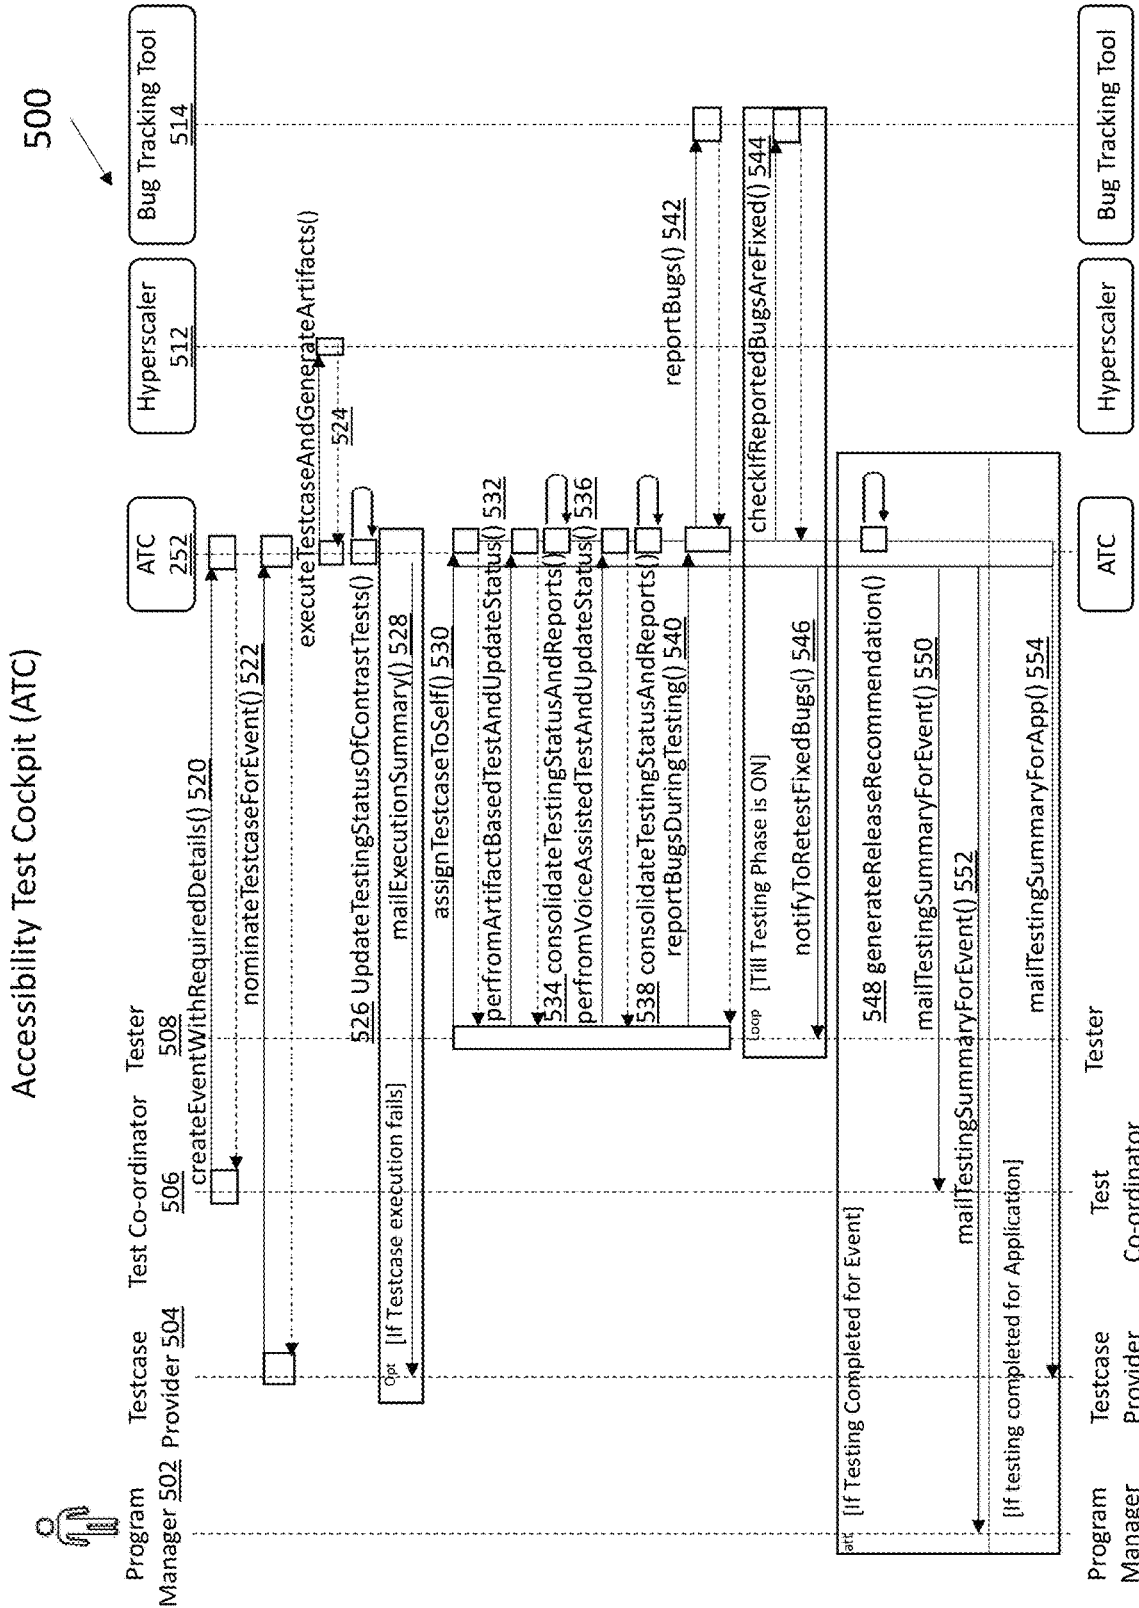 Accessibility Test Cockpit (ATC)
500
Program
Manager 502
Testcase
Provider 504
Test Co-ordinator
506
Tester
508
ATC
252
Hyperscaler
512
Bug Tracking Tool
514
createEventWithRequiredDetails() 520
nominateTestcaseForEvent() 522
executeTestcaseAndGenerateArtifacts()
524
526 UpdateTestingStatusOfContrastTests()
Opt
[If Testcase execution fails]
mailExecutionSummary() 528
assignTestcaseToSelf() 530
perfromArtifactBasedTestAndUpdateStatus() 532
534 consolidateTestingStatusAndReports()
perfromVoiceAssistedTestAndUpdateStatus() 536
538 consolidateTestingStatusAndReports()
reportBugsDuringTesting() 540
reportBugs() 542
Loop
[Till Testing Phase is ON]
checkIfReportedBugsAreFixed() 544
notifyToRetestFixedBugs() 546
att
[If Testing Completed for Event]
548 generateReleaseRecommendation()
mailTestingSummaryForEvent() 550
mailTestingSummaryForEvent() 552
[If testing completed for Application]
mailTestingSummaryForApp() 554
Program
Manager
Testcase
Provider
Test
Co-ordinator
Tester
ATC
Hyperscaler
Bug Tracking Tool